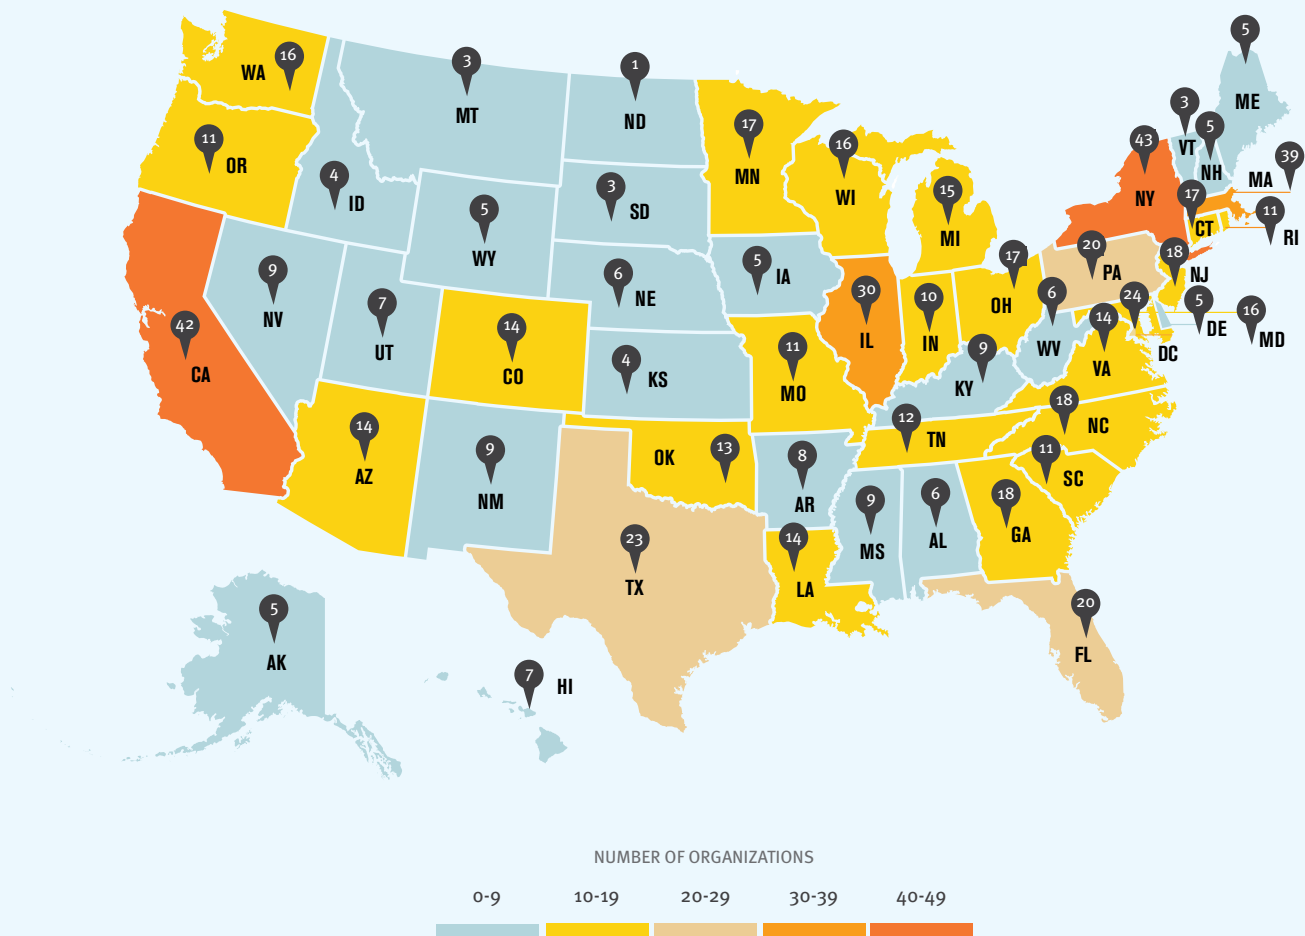 16
WA
3
MT
1
ND
5
ME
3
VT
5
NH
43
NY
39
MA
11
OR
4
ID
17
MN
16
WI
15
MI
3
SD
5
WY
17
CT
11
RI
20
PA
18
NJ
9
NV
7
UT
6
NE
5
IA
30
IL
10
IN
17
OH
6
WV
24
DC
5
DE
16
MD
42
CA
14
CO
4
KS
11
MO
9
KY
14
VA
14
AZ
9
NM
OK
13
8
AR
12
TN
18
NC
11
SC
23
TX
14
LA
9
MS
6
AL
18
GA
20
FL
5
AK
7
HI
NUMBER OF ORGANIZATIONS
0-9 10-19 20-29 30-39 40-49